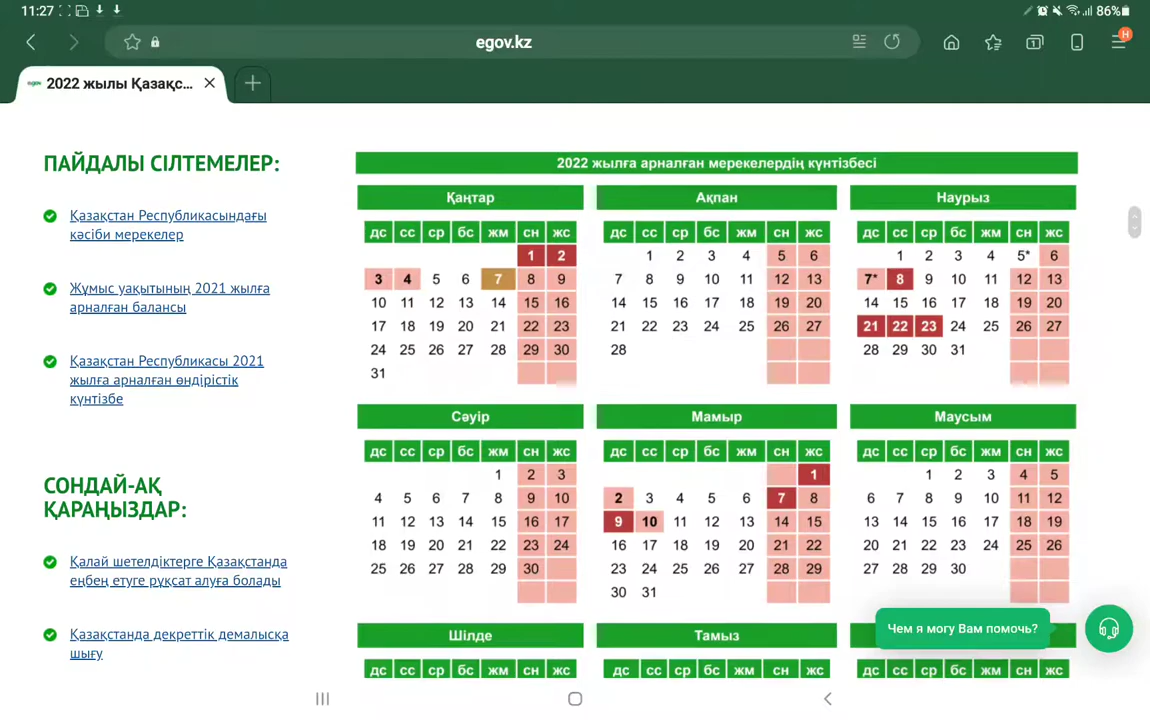 11:27
86%
egov.kz
1
H
egov 2022 жылы Қазақс...
ПАЙДАЛЫ СІЛТЕМЕЛЕР:
Қазақстан Республикасындағы
кәсіби мерекелер
Жұмыс уақытының 2021 жылға
арналған балансы
Қазақстан Республикасы 2021
жылға арналған өндірістік
күнтізбе
СОНДАЙ-АҚ
ҚАРАҢЫЗДАР:
Қалай шетелдіктерге Қазақстанда
еңбең етуге рұқсат алуға болады
Қазақстанда декреттік демалысқа
шығу
2022 жылға арналған мерекелердің күнтізбесі
Қаңтар
дс сс ср бс жм сн жс
1 2
3 4 5 6 7 8 9
10 11 12 13 14 15 16
17 18 19 20 21 22 23
24 25 26 27 28 29 30
31
Ақпан
дс сс ср бс жм сн жс
1 2 3 4 5 6
7 8 9 10 11 12 13
14 15 16 17 18 19 20
21 22 23 24 25 26 27
28
Наурыз
дс сс ср бс жм сн жс
1 2 3 4 5* 6
7* 8 9 10 11 12 13
14 15 16 17 18 19 20
21 22 23 24 25 26 27
28 29 30 31
Сәуір
дс сс ср бс жм сн жс
1 2 3
4 5 6 7 8 9 10
11 12 13 14 15 16 17
18 19 20 21 22 23 24
25 26 27 28 29 30
Мамыр
дс сс ср бс жм сн жс
1
2 3 4 5 6 7 8
9 10 11 12 13 14 15
16 17 18 19 20 21 22
23 24 25 26 27 28 29
30 31
Маусым
дс сс ср бс жм сн жс
1 2 3 4 5
6 7 8 9 10 11 12
13 14 15 16 17 18 19
20 21 22 23 24 25 26
27 28 29 30
Шілде
дс сс ср бс жм сн жс
Тамыз
дс сс ср бс жм сн жс
дс сс ср бс жм сн жс
Чем я могу Вам помочь?